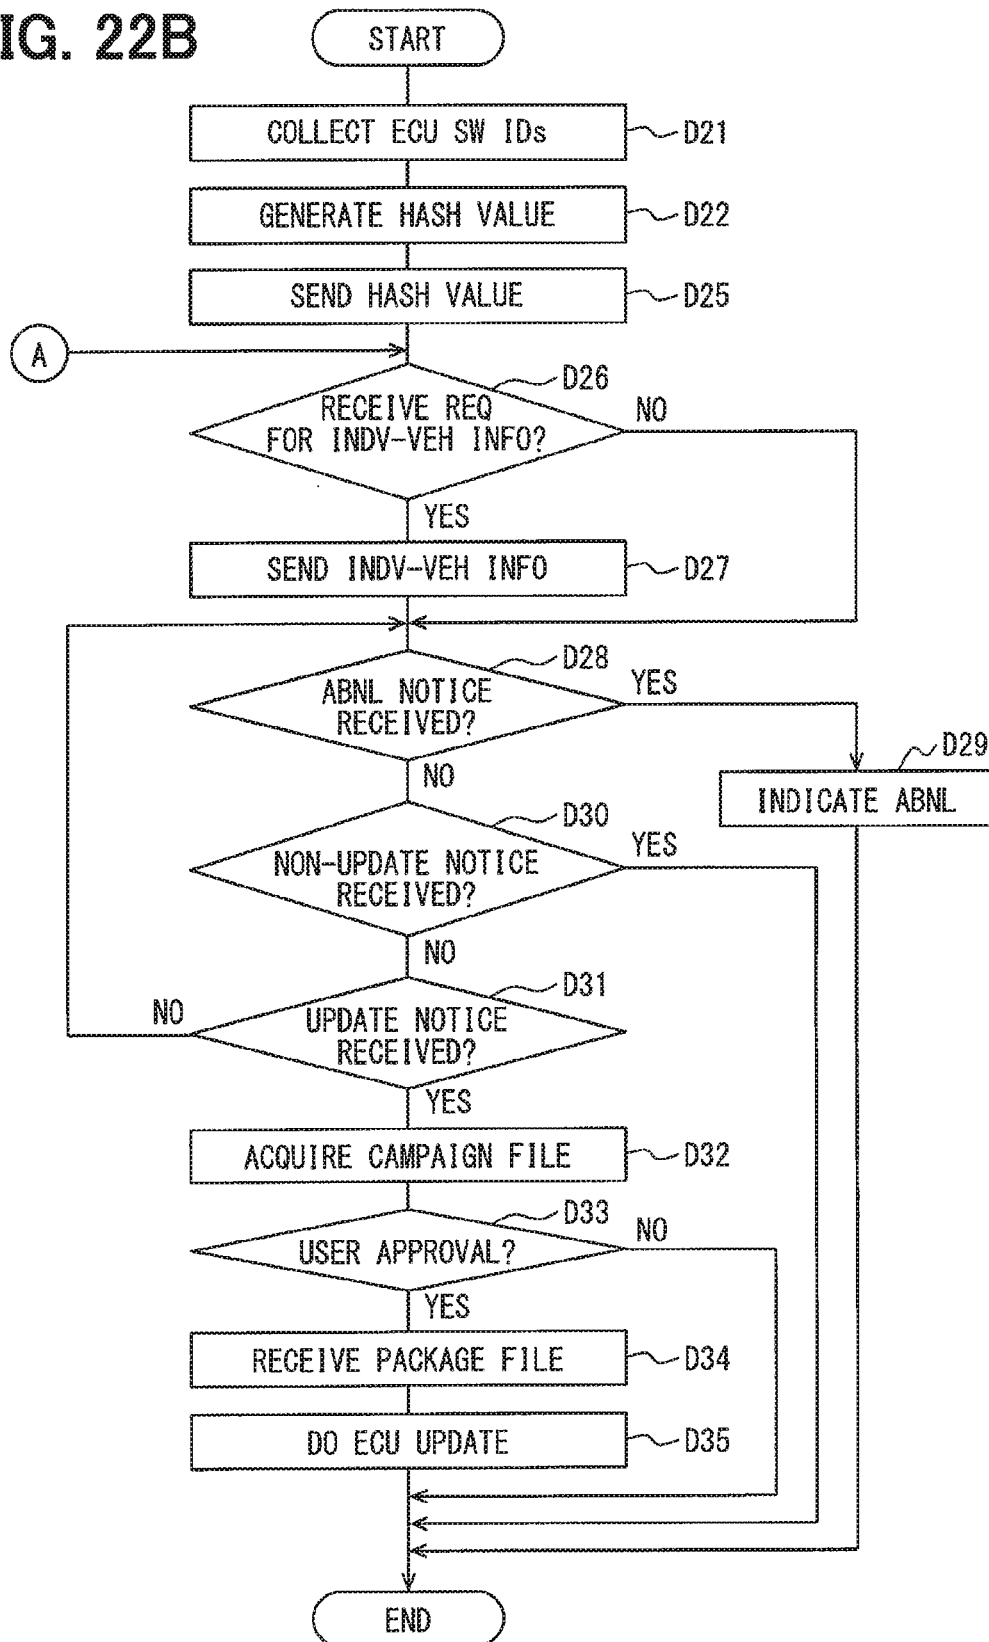 IG. 22B
START
COLLECT ECU SW IDs
D21
GENERATE HASH VALUE
D22
SEND HASH VALUE
D25
A
D26
RECEIVE REQ
FOR INDV-VEH INFO?
NO
YES
SEND INDV-VEH INFO
D27
D28
ABNL NOTICE
RECEIVED?
YES
NO
D29
INDICATE ABNL
D30
NON-UPDATE NOTICE
RECEIVED?
YES
NO
D31
UPDATE NOTICE
RECEIVED?
NO
YES
ACQUIRE CAMPAIGN FILE
D32
D33
USER APPROVAL?
NO
YES
RECEIVE PACKAGE FILE
D34
DO ECU UPDATE
D35
END